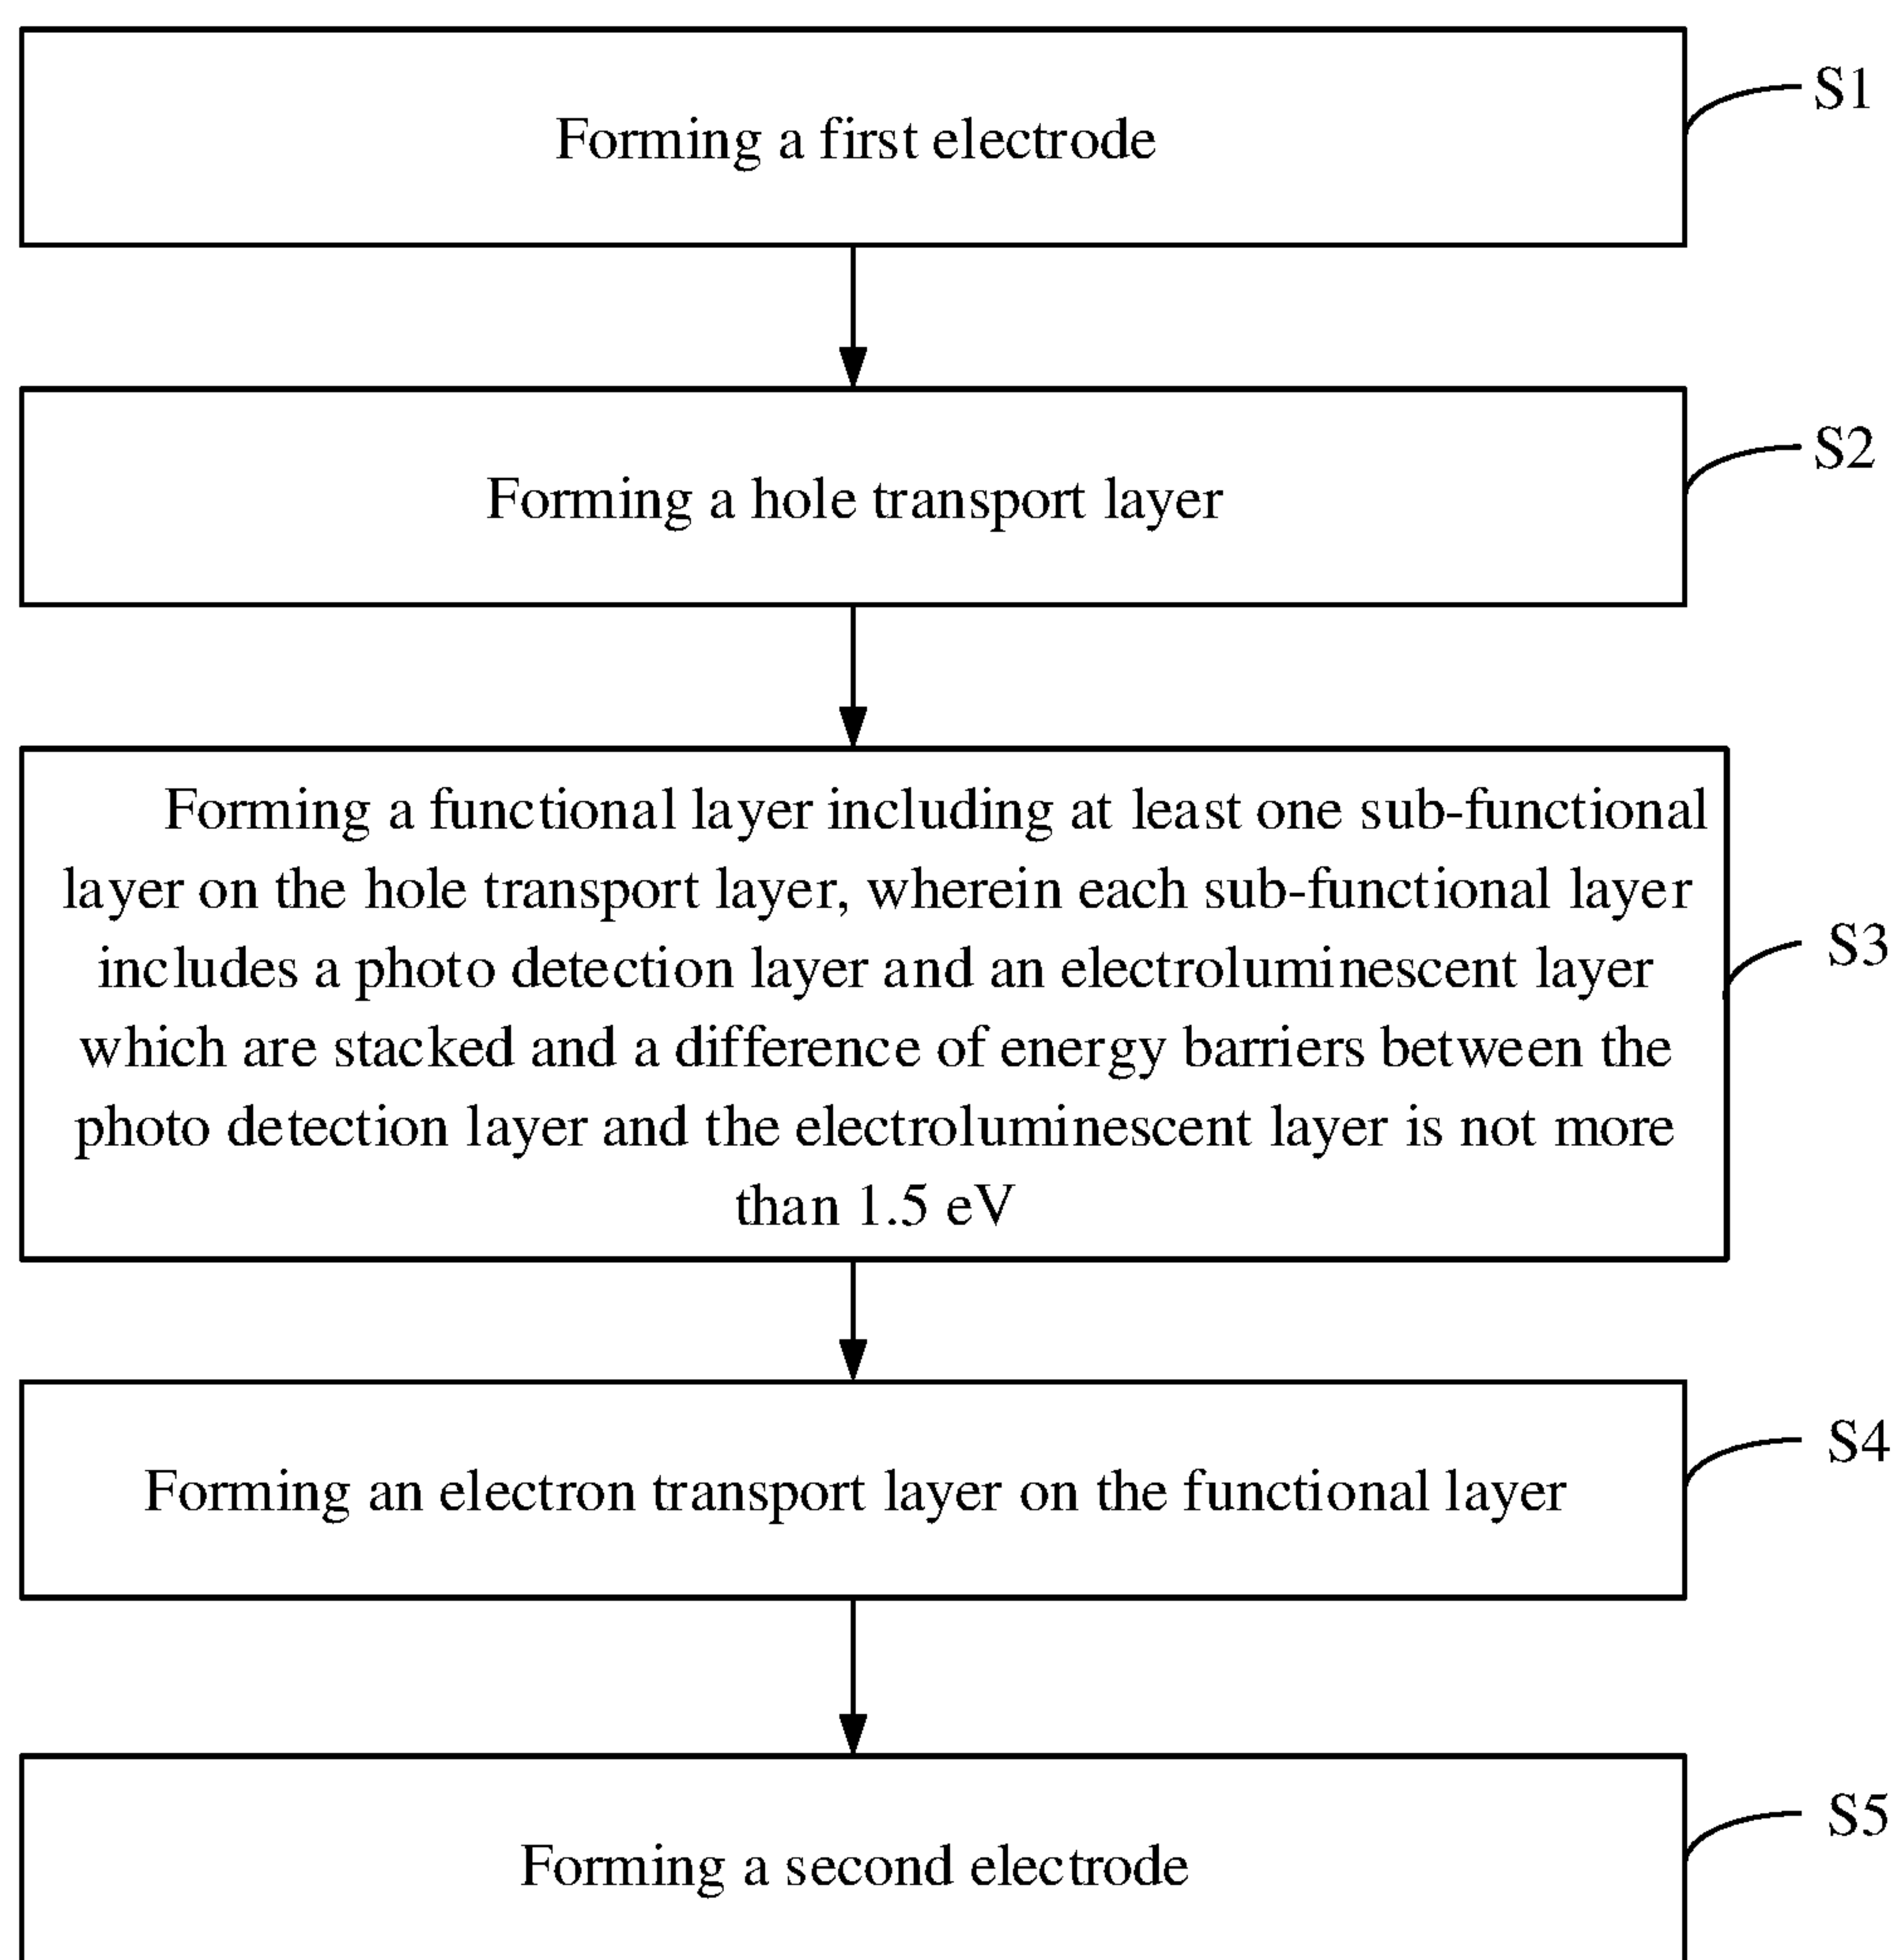 Forming a first electrode
S1
Forming a hole transport layer
S2
Forming a functional layer including at least one sub-functional
layer on the hole transport layer, wherein each sub-functional layer
includes a photo detection layer and an electroluminescent layer
which are stacked and a difference of energy barriers between the
photo detection layer and the electroluminescent layer is not more
than 1.5 eV
S3
Forming an electron transport layer on the functional layer
S4
Forming a second electrode
S5